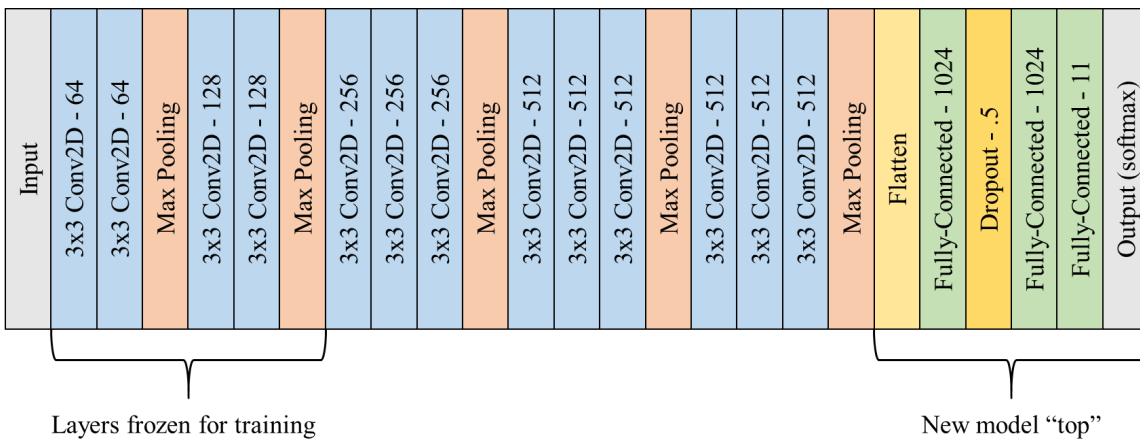 Input
3x3 Conv2D - 64
3x3 Conv2D - 64
Max Pooling
3x3 Conv2D - 128
3x3 Conv2D - 128
Max Pooling
3x3 Conv2D - 256
3x3 Conv2D - 256
3x3 Conv2D - 256
Max Pooling
3x3 Conv2D - 512
3x3 Conv2D - 512
3x3 Conv2D - 512
Max Pooling
3x3 Conv2D - 512
3x3 Conv2D - 512
3x3 Conv2D - 512
Max Pooling
Flatten
Fully-Connected - 1024
Dropout - .5
Fully-Connected - 1024
Fully-Connected - 11
Output (softmax)
Layers frozen for training
New model “top”